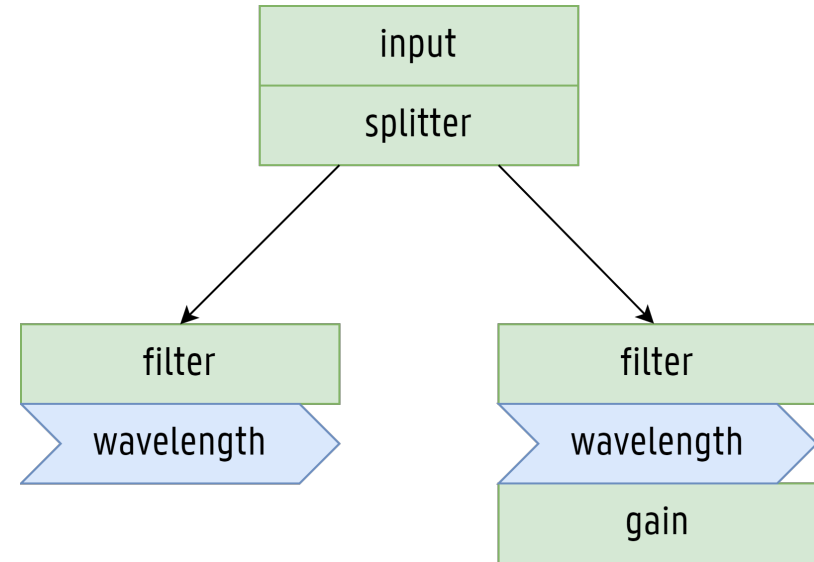 input
splitter
filter
filter
wavelength
wavelength
gain